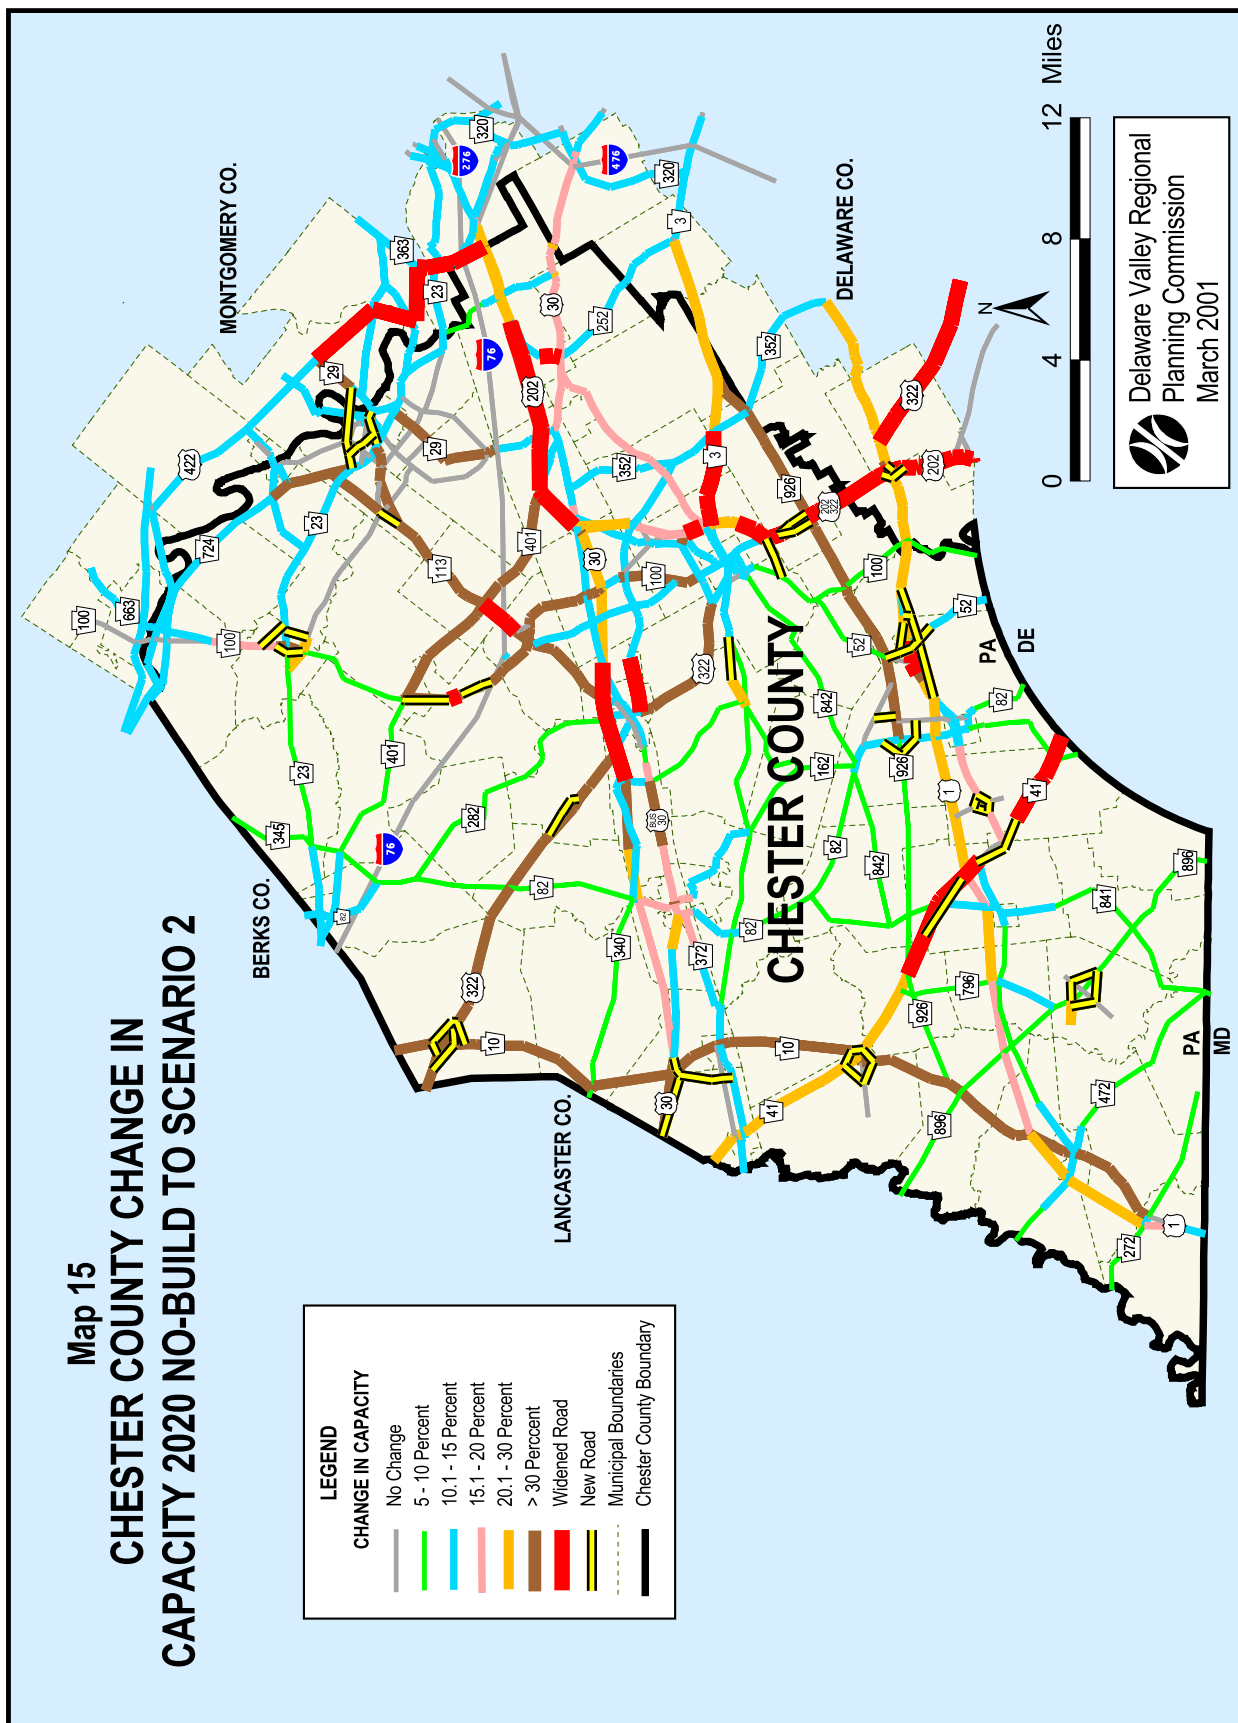 Map 15
CHESTER COUNTY CHANGE IN
CAPACITY 2020 NO-BUILD TO SCENARIO 2
LEGEND
CHANGE IN CAPACITY
No Change
5 - 10 Percent
10.1 - 15 Percent
15.1 - 20 Percent
20.1 - 30 Percent
> 30 Perccent
Widened Road
New Road
Municipal Boundaries
Chester County Boundary
BERKS CO.
MONTGOMERY CO.
LANCASTER CO.
DELAWARE CO.
CHESTER COUNTY
PA
DE
PA
MD
100
663
724
422
100
23
113
29
29
363
23
276
320
476
320
3
30
252
76
202
352
352
3
926
202
322
322
202
401
30
100
322
52
100
52
82
842
162
926
1
41
82
842
896
841
796
926
472
896
272
1
10
41
30
10
322
340
372
82
82
BUS
30
282
401
23
345
76
82
0
4
8
12
Miles
N
Delaware Valley Regional
Planning Commission
March 2001